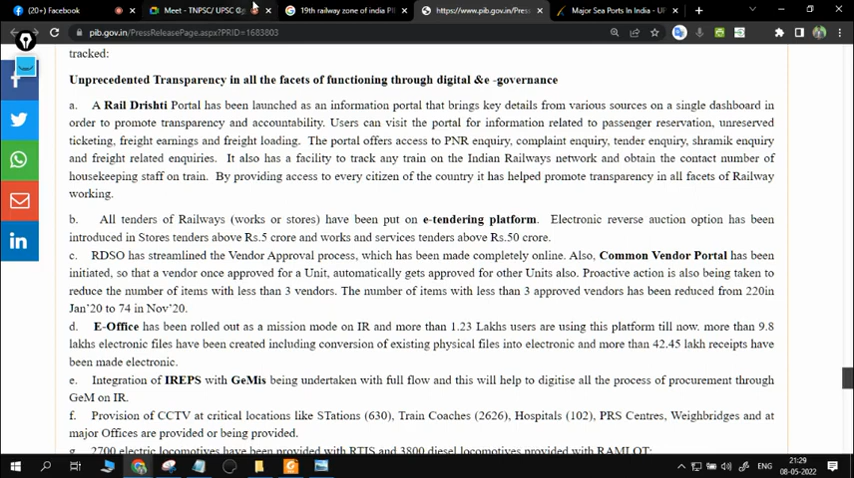 (20+) Facebook
Meet - TNPSC/ UPSC
19th railway zone of india PI
https://www.pib.gov.in/Press
Major Sea Ports In India - UP
pib.gov.in/PressReleasePage.aspx?PRID=1683803
tracked:
Unprecedented Transparency in all the facets of functioning through digital &e -governance
a. A Rail Drishti Portal has been launched as an information portal that brings key details from various sources on a single dashboard in
order to promote transparency and accountability. Users can visit the portal for information related to passenger reservation, unreserved
ticketing, freight earnings and freight loading. The portal offers access to PNR enquiry, complaint enquiry, tender enquiry, shramik enquiry
and freight related enquiries. It also has a facility to track any train on the Indian Railways network and obtain the contact number of
housekeeping staff on train. By providing access to every citizen of the country it has helped promote transparency in all facets of Railway
working.
b. All tenders of Railways (works or stores) have been put on e-tendering platform. Electronic reverse auction option has been
introduced in Stores tenders above Rs.5 crore and works and services tenders above Rs.50 crore.
c. RDSO has streamlined the Vendor Approval process, which has been made completely online. Also, Common Vendor Portal has been
initiated, so that a vendor once approved for a Unit, automatically gets approved for other Units also. Proactive action is also being taken to
reduce the number of items with less than 3 vendors. The number of items with less than 3 approved vendors has been reduced from 220in
Jan'20 to 74 in Nov'20.
d. E-Office has been rolled out as a mission mode on IR and more than 1.23 Lakhs users are using this platform till now. more than 9.8
lakhs electronic files have been created including conversion of existing physical files into electronic and more than 42.45 lakh receipts have
been made electronic.
e. Integration of IREPS with GeMis being undertaken with full flow and this will help to digitise all the process of procurement through
GeM on IR.
f. Provision of CCTV at critical locations like STations (630), Train Coaches (2626), Hospitals (102), PRS Centres, Weighbridges and at
major Offices are provided or being provided.
g. 2700 electric locomotives have been provided with RTIS and 3800 diesel locomotives provided with RAMLOT;
ENG
21:29
08-05-2022